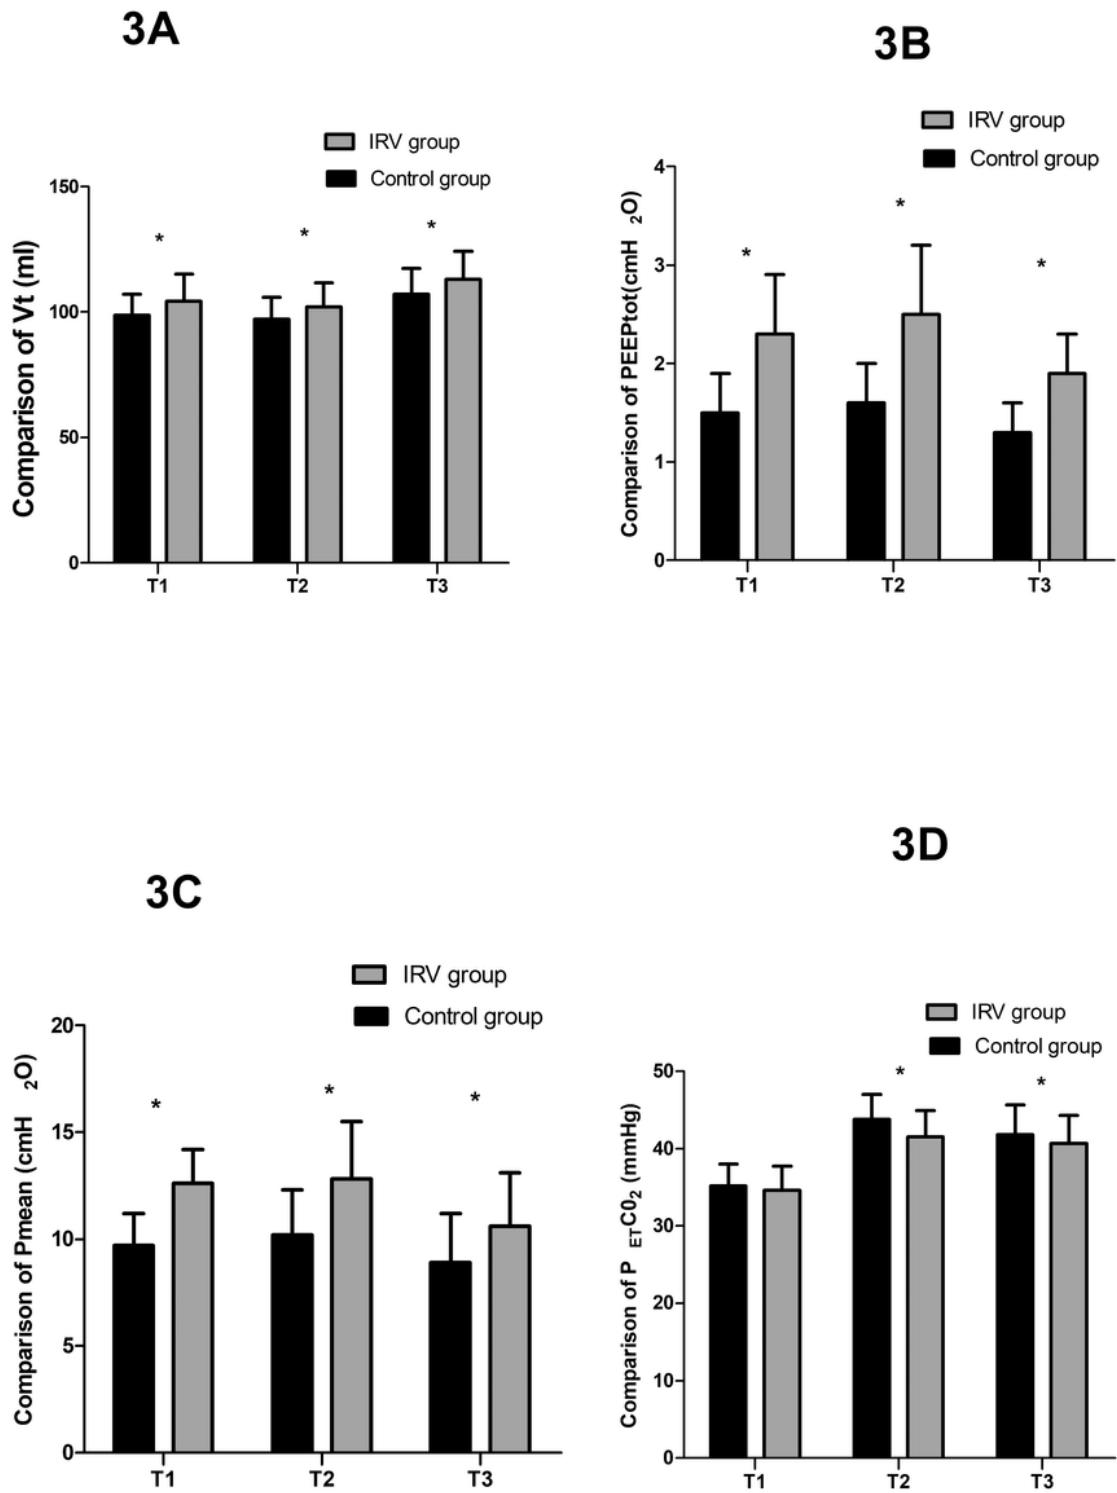 3A
IRV group
Control group
Comparison of Vt (ml)
150
100
50
0
T1 T2 T3
*
*
*
3B
IRV group
Control group
Comparison of PEEPtot(cmH 2O)
4
3
2
1
0
T1 T2 T3
*
*
*
3C
IRV group
Control group
Comparison of Pmean (cmH 2O)
20
15
10
5
0
T1 T2 T3
*
*
*
3D
IRV group
Control group
Comparison of P ETC02 (mmHg)
50
40
30
20
10
0
T1 T2 T3
*
*